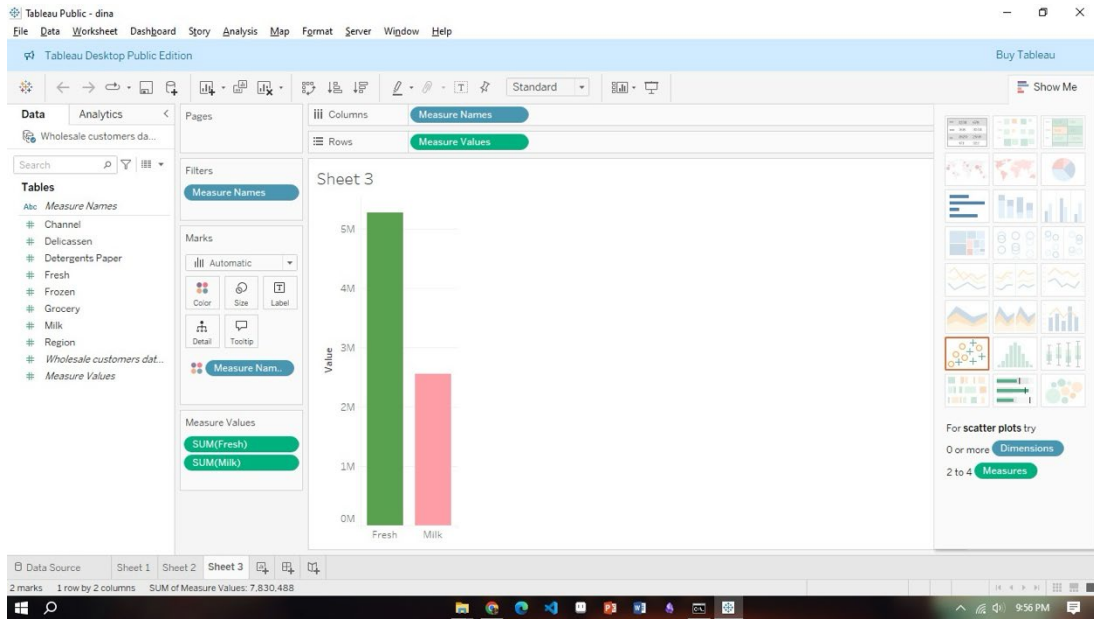 Tableau Public - dina
File Data Worksheet Dashboard Story Analysis Map Format Server Window Help
Tableau Desktop Public Edition
Buy Tableau
Standard
Show Me
Data Analytics
Wholesale customers da...
Search
Tables
Abc Measure Names
# Channel
# Delicassen
# Detergents Paper
# Fresh
# Frozen
# Grocery
# Milk
# Region
# Wholesale customers dat...
# Measure Values
Pages
Filters
Measure Names
Marks
Automatic
Color Size Label
Detail Tooltip
Measure Nam..
Measure Values
SUM(Fresh)
SUM(Milk)
Columns Measure Names
Rows Measure Values
Sheet 3
5M
4M
3M
2M
1M
0M
Value
Fresh Milk
For scatter plots try
0 or more Dimensions
2 to 4 Measures
Data Source Sheet 1 Sheet 2 Sheet 3
2 marks 1 row by 2 columns SUM of Measure Values: 7,830,488
9:56 PM